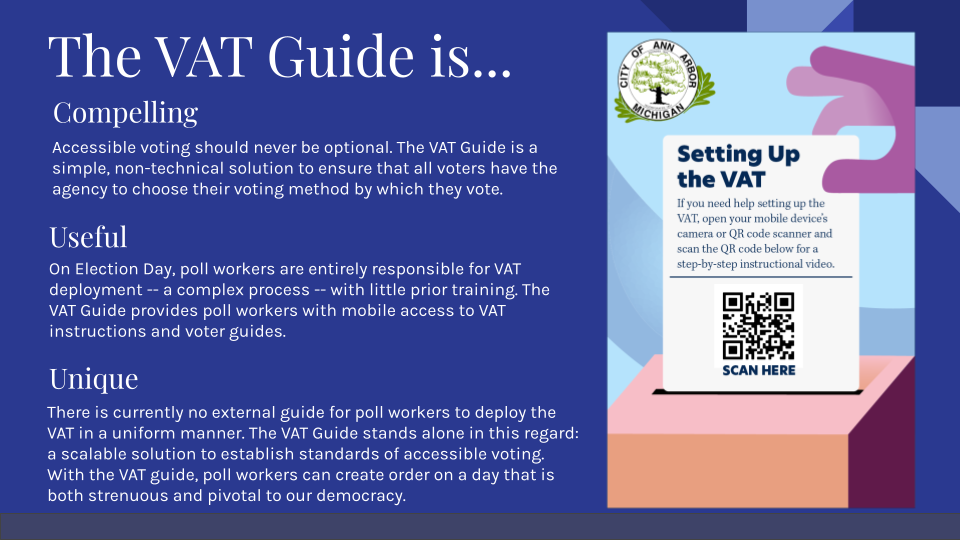 The VAT Guide is...
Compelling
Accessible voting should never be optional. The VAT Guide is a
simple, non-technical solution to ensure that all voters have the
agency to choose their voting method by which they vote.
Useful
On Election Day, poll workers are entirely responsible for VAT
deployment -- a complex process -- with little prior training. The
VAT Guide provides poll workers with mobile access to VAT
instructions and voter guides.
Unique
There is currently no external guide for poll workers to deploy the
VAT in a uniform manner. The VAT Guide stands alone in this regard:
a scalable solution to establish standards of accessible voting.
With the VAT guide, poll workers can create order on a day that is
both strenuous and pivotal to our democracy.
CITY OF ANN ARBOR
MICHIGAN
Setting Up
the VAT
If you need help setting up the
VAT, open your mobile device's
camera or QR code scanner and
scan the QR code below for a
step-by-step instructional video.
SCAN HERE